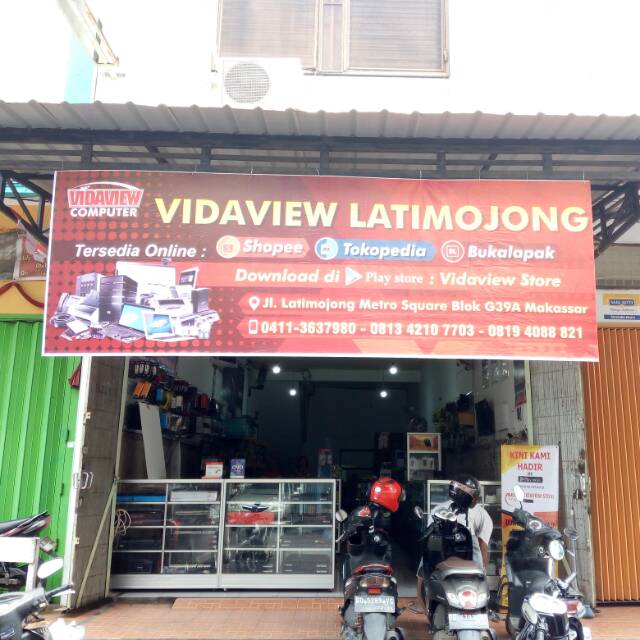 VIDAVIEW
COMPUTER
VIDAVIEW LATIMOJONG
Tersedia Online : Shopee Tokopedia Bukalapak
Download di Play store : Vidaview Store
Jl. Latimojong Metro Square Blok G39A Makassar
0411-3637980 - 0813 4210 7703 - 0819 4088 821
KINI KAMI
HADIR